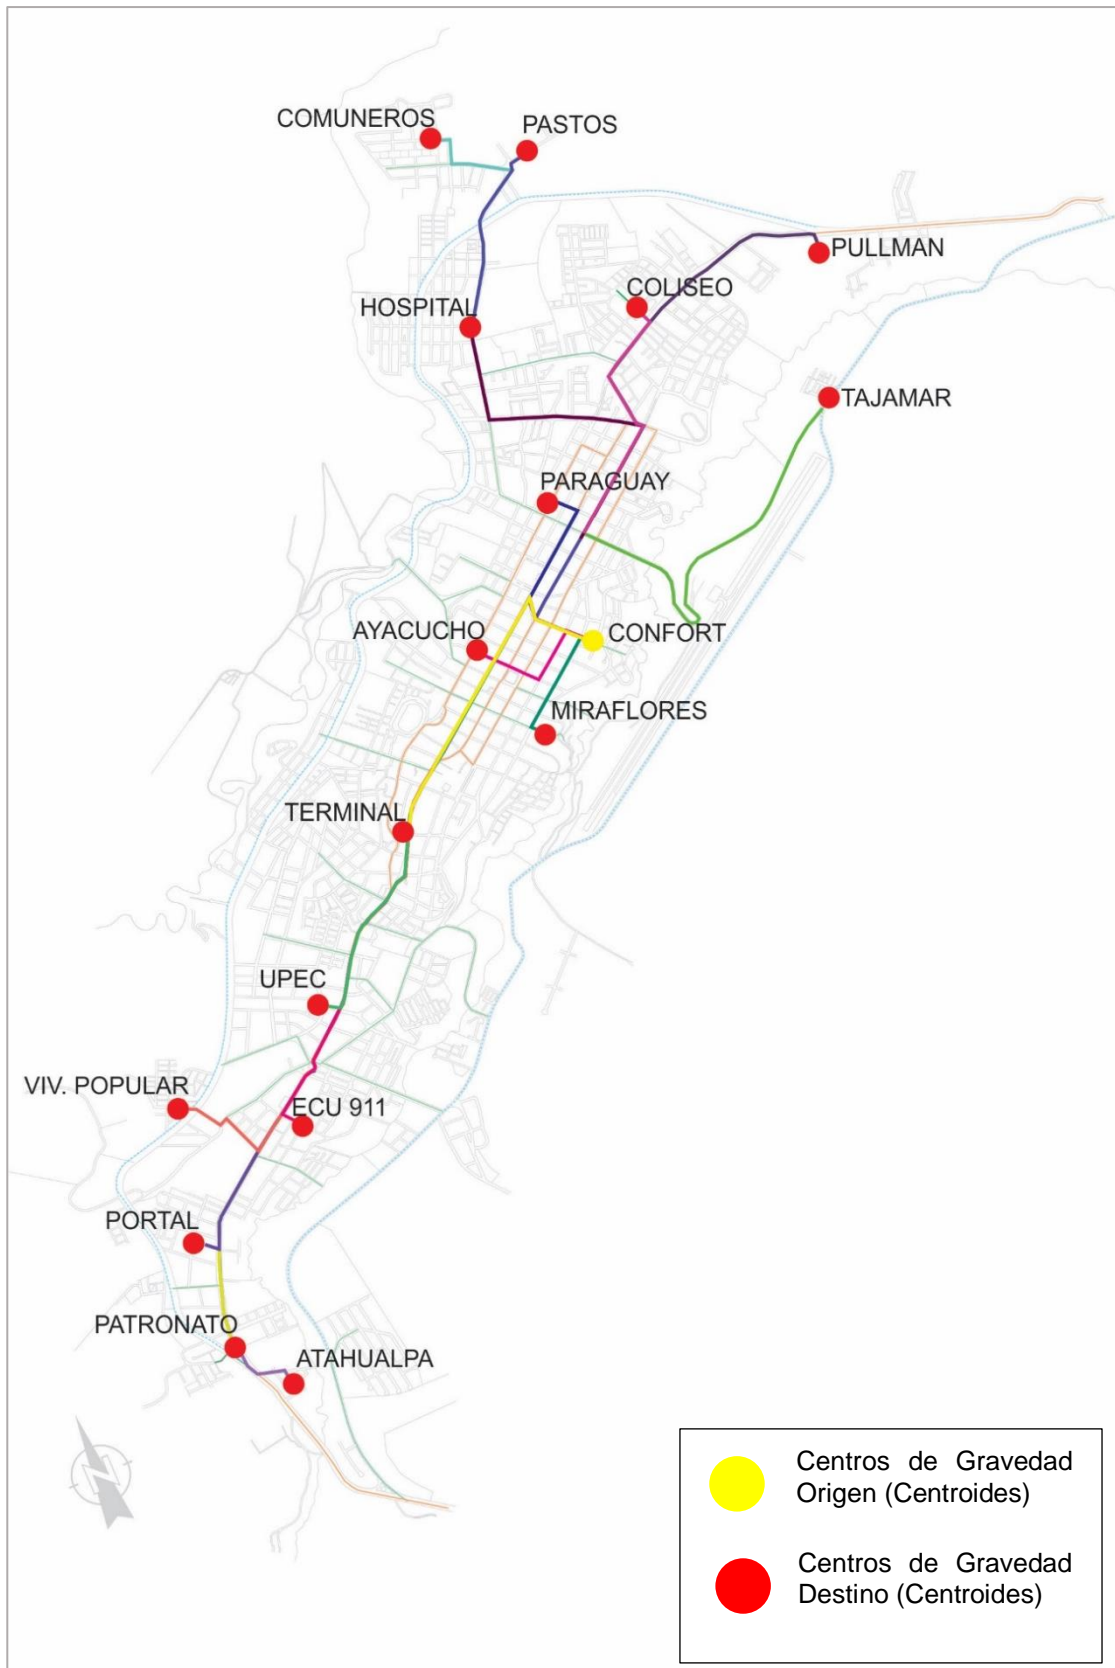 COMUNEROS
PASTOS
PULLMAN
COLISEO
HOSPITAL
TAJAMAR
PARAGUAY
AYACUCHO
CONFORT
MIRAFLORES
TERMINAL
UPEC
VIV. POPULAR
ECU 911
PORTAL
PATRONATO
ATAHUALPA
Centros de Gravedad
Origen (Centroides)
Centros de Gravedad
Destino (Centroides)